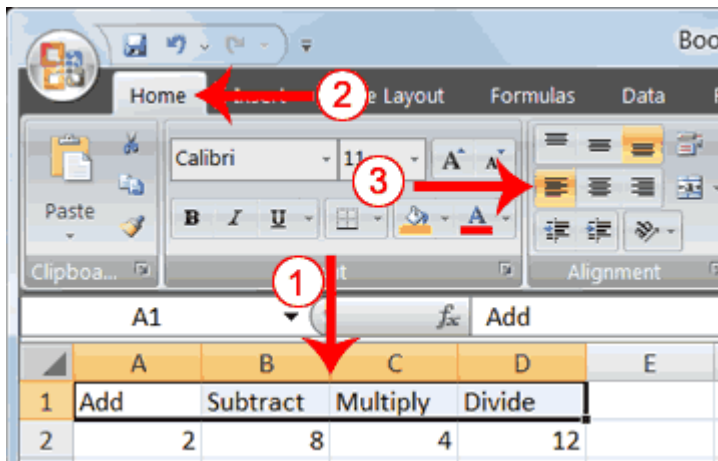 Boo
Home 2 e Layout Formulas Data
Calibri 11 A A
3
Paste B I U A
Clipboa... Alignment
1
A1 fx Add
A B C D E
1 Add Subtract Multiply Divide
2 2 8 4 12